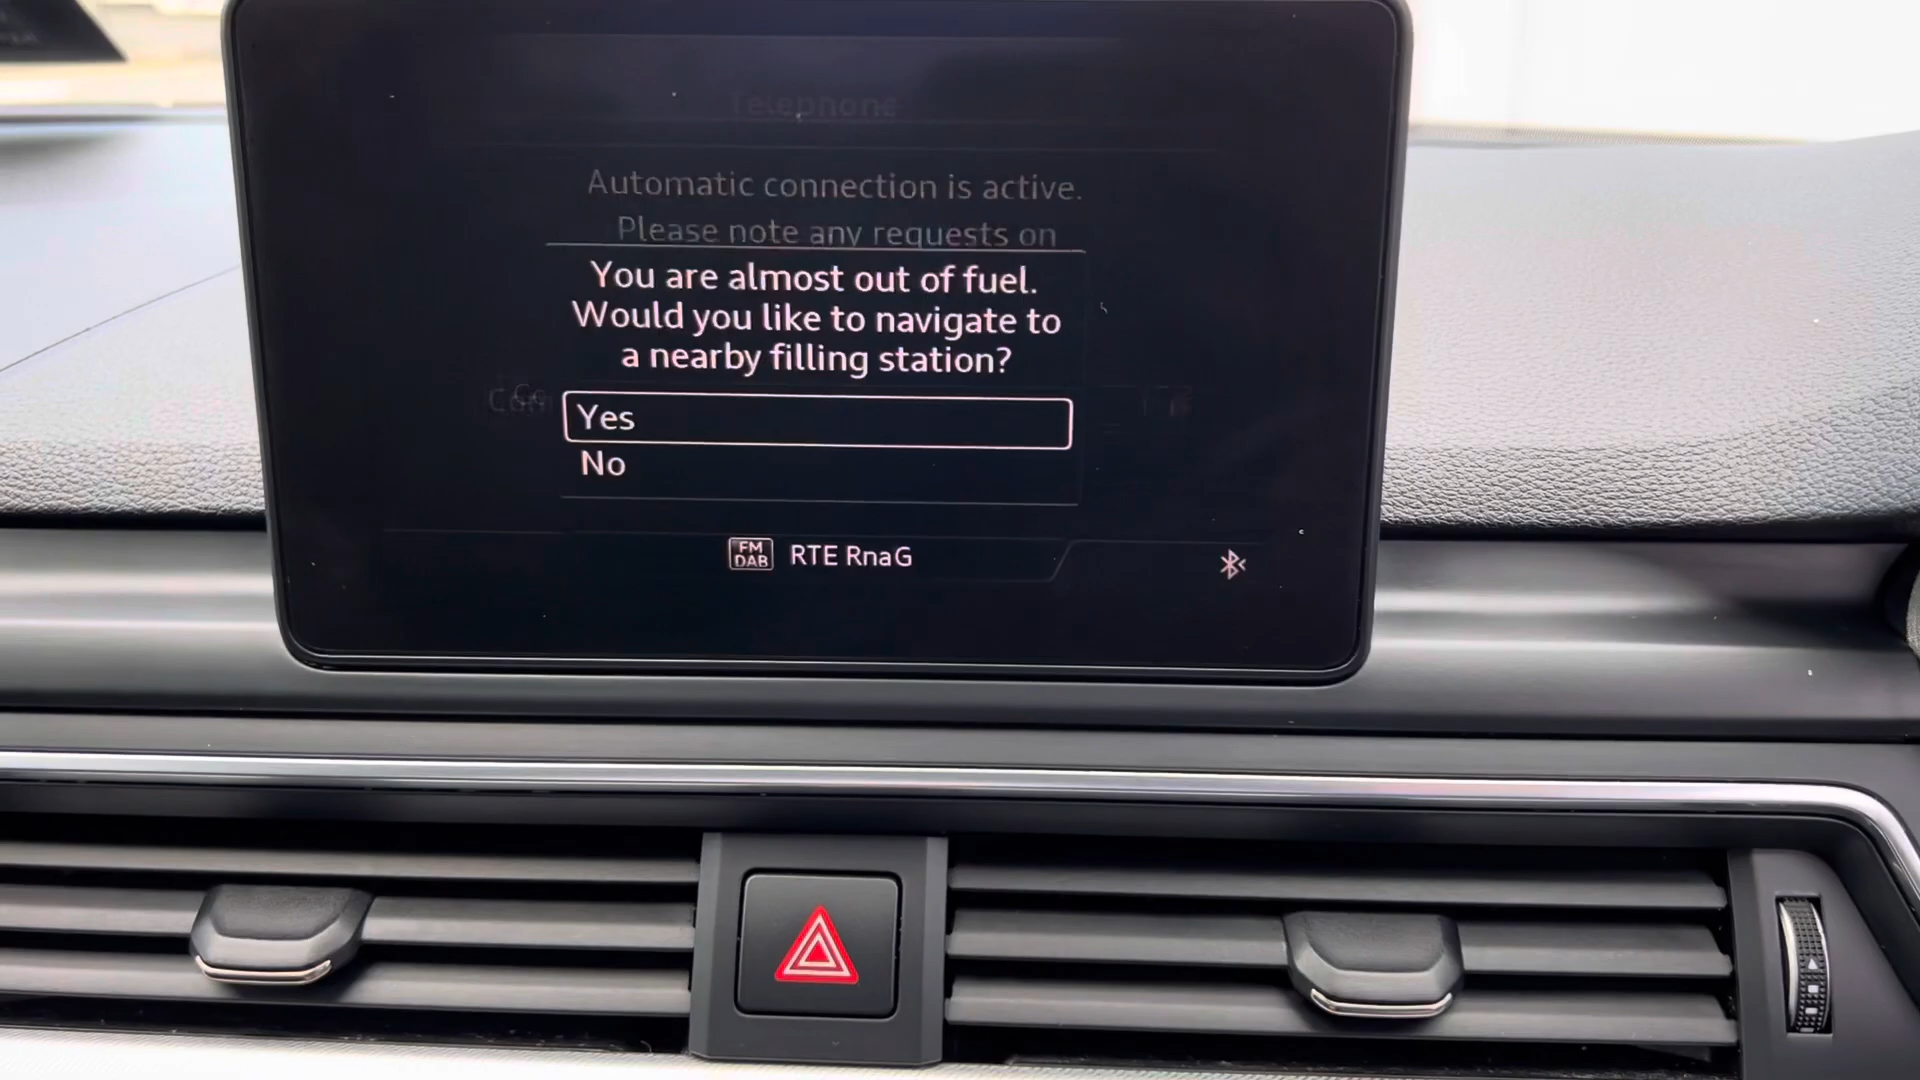 Telephone
Automatic connection is active.
Please note any requests on
You are almost out of fuel.
Would you like to navigate to
a nearby filling station?
Yes
No
FM
DAB
RTE RnaG